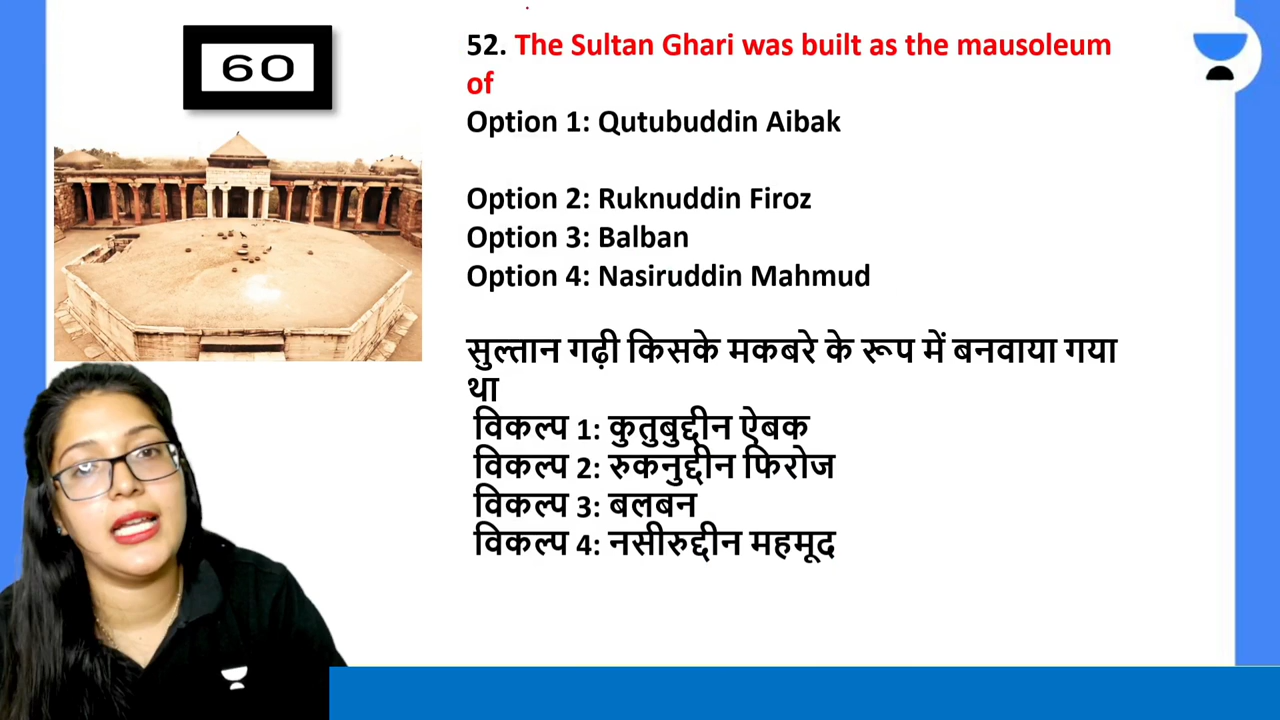 60
52. The Sultan Ghari was built as the mausoleum
of
Option 1: Qutubuddin Aibak
Option 2: Ruknuddin Firoz
Option 3: Balban
Option 4: Nasiruddin Mahmud
सुल्तान गढ़ी किसके मकबरे के रूप में बनवाया गया
था
विकल्प 1: कुतुबुद्दीन ऐबक
विकल्प 2: रुकनुद्दीन फिरोज
विकल्प 3: बलबन
विकल्प 4: नसीरुद्दीन महमूद